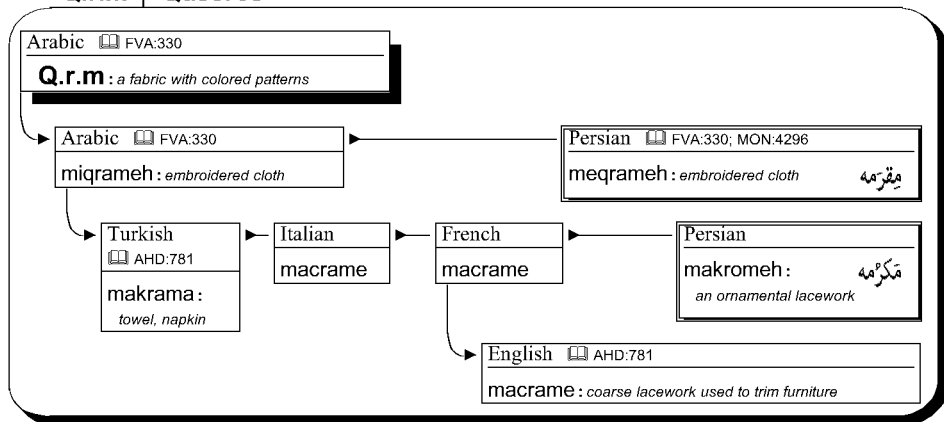 Arabic FVA:330
Q.r.m : a fabric with colored patterns
Arabic FVA:330
miqrameh : embroidered cloth
Persian FVA:330; MON:4296
meqrameh : embroidered cloth مِقرَمه
Turkish
AHD:781
makrama :
towel, napkin
Italian
macrame
French
macrame
Persian
makromeh : مَکرُمه
an ornamental lacework
English AHD:781
macrame : coarse lacework used to trim furniture